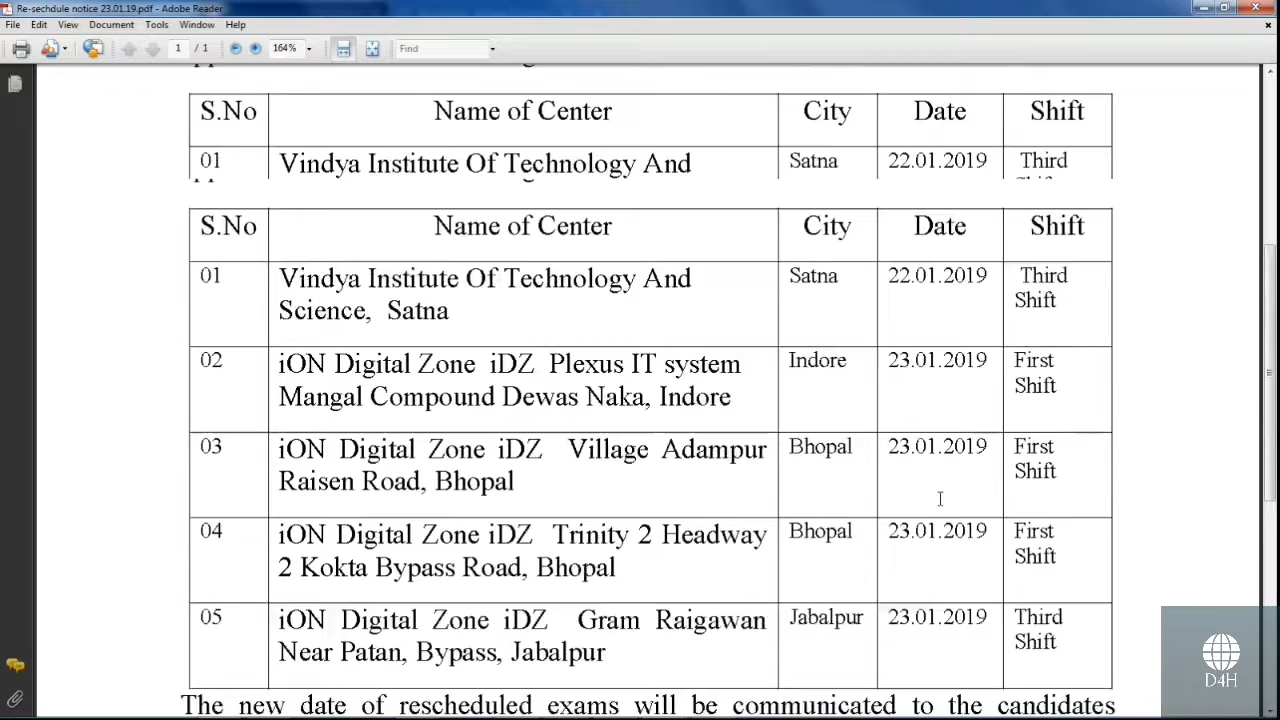 Re-sechdule notice 23.01.19.pdf - Adobe Reader
File Edit View Document Tools Window Help
1 / 1 164% Find
S.No Name of Center City Date Shift
01 Vindya Institute Of Technology And Satna 22.01.2019 Third
S.No Name of Center City Date Shift
01 Vindya Institute Of Technology And Satna 22.01.2019 Third
Science, Satna Shift
02 iON Digital Zone iDZ Plexus IT system Indore 23.01.2019 First
Mangal Compound Dewas Naka, Indore Shift
03 iON Digital Zone iDZ Village Adampur Bhopal 23.01.2019 First
Raisen Road, Bhopal Shift
04 iON Digital Zone iDZ Trinity 2 Headway Bhopal 23.01.2019 First
2 Kokta Bypass Road, Bhopal Shift
05 iON Digital Zone iDZ Gram Raigawan Jabalpur 23.01.2019 Third
Near Patan, Bypass, Jabalpur Shift
The new date of rescheduled exams will be communicated to the candidates
D4H